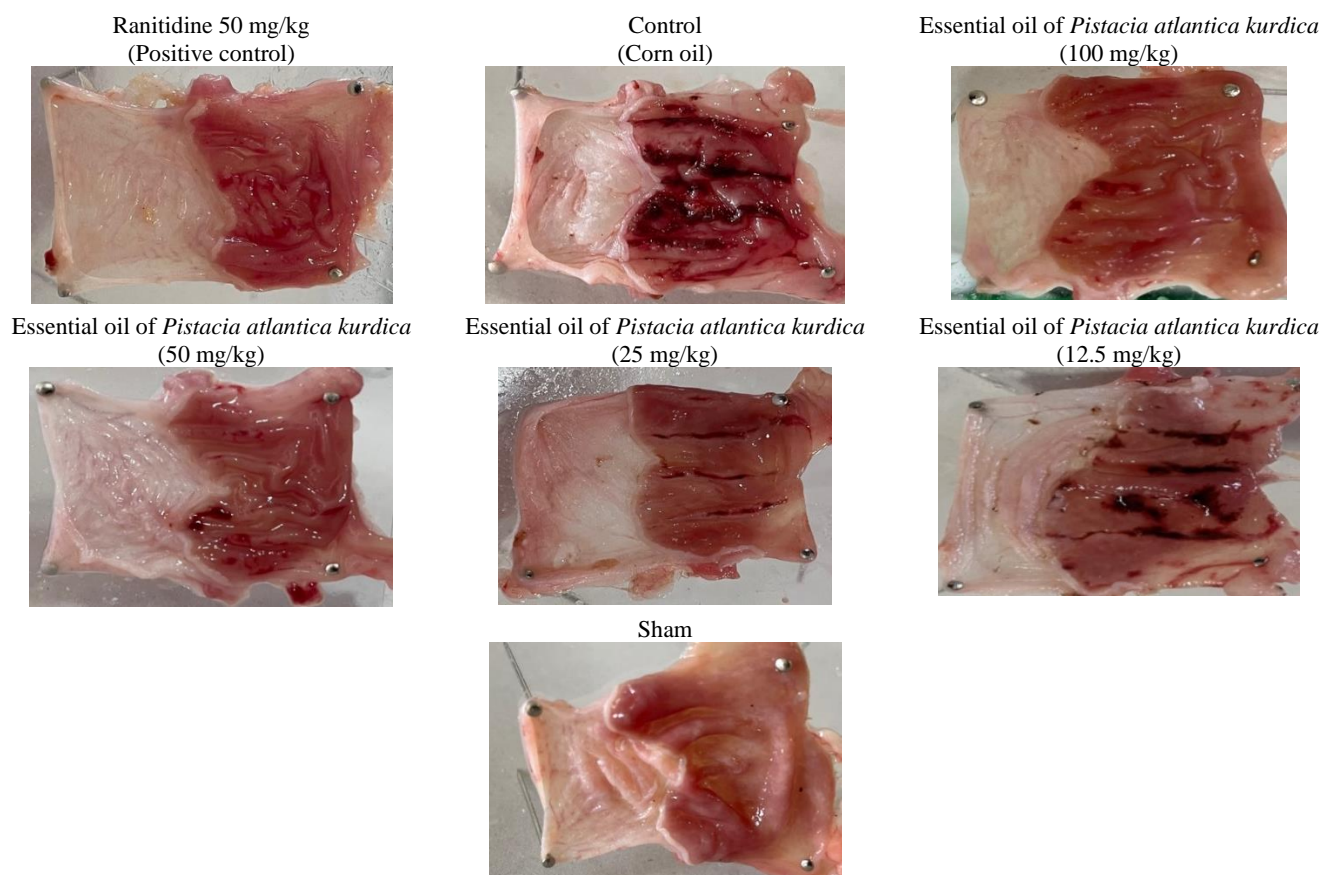 Ranitidine 50 mg/kg
(Positive control)
Control
(Corn oil)
Essential oil of Pistacia atlantica kurdica
(100 mg/kg)
Essential oil of Pistacia atlantica kurdica
(50 mg/kg)
Essential oil of Pistacia atlantica kurdica
(25 mg/kg)
Essential oil of Pistacia atlantica kurdica
(12.5 mg/kg)
Sham